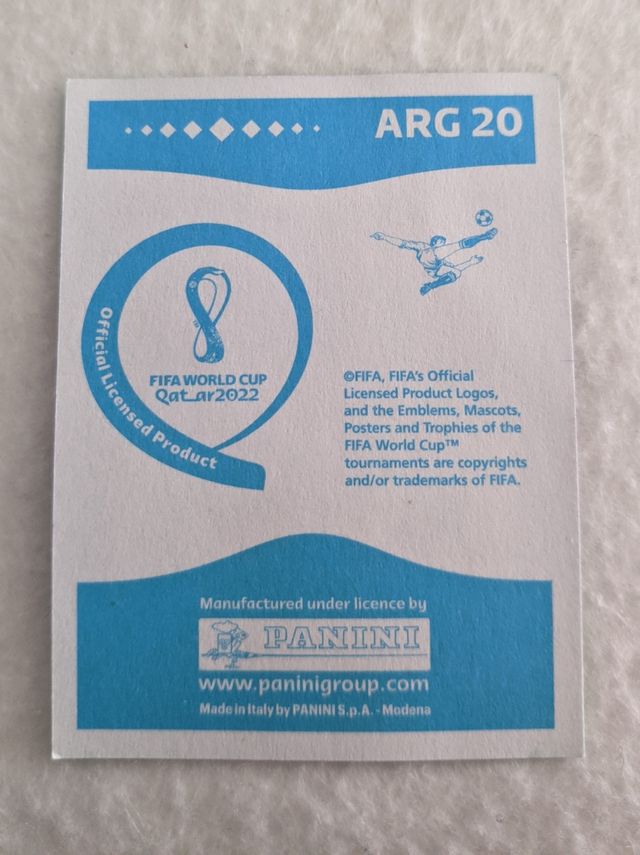 ARG 20
Official Licensed Product
FIFA WORLD CUP
Qatar2022
©FIFA, FIFA's Official
Licensed Product Logos,
and the Emblems, Mascots,
Posters and Trophies of the
FIFA World Cup™
tournaments are copyrights
and/or trademarks of FIFA.
Manufactured under licence by
PANINI
www.paninigroup.com
Made in Italy by PANINI S.p.A. - Modena